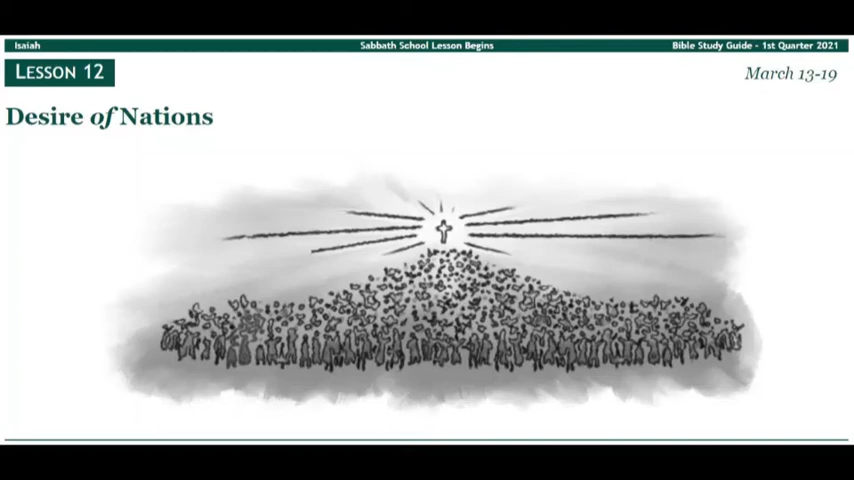 Isaiah
Sabbath School Lesson Begins
Bible Study Guide - 1st Quarter 2021
LESSON 12
March 13-19
Desire of Nations